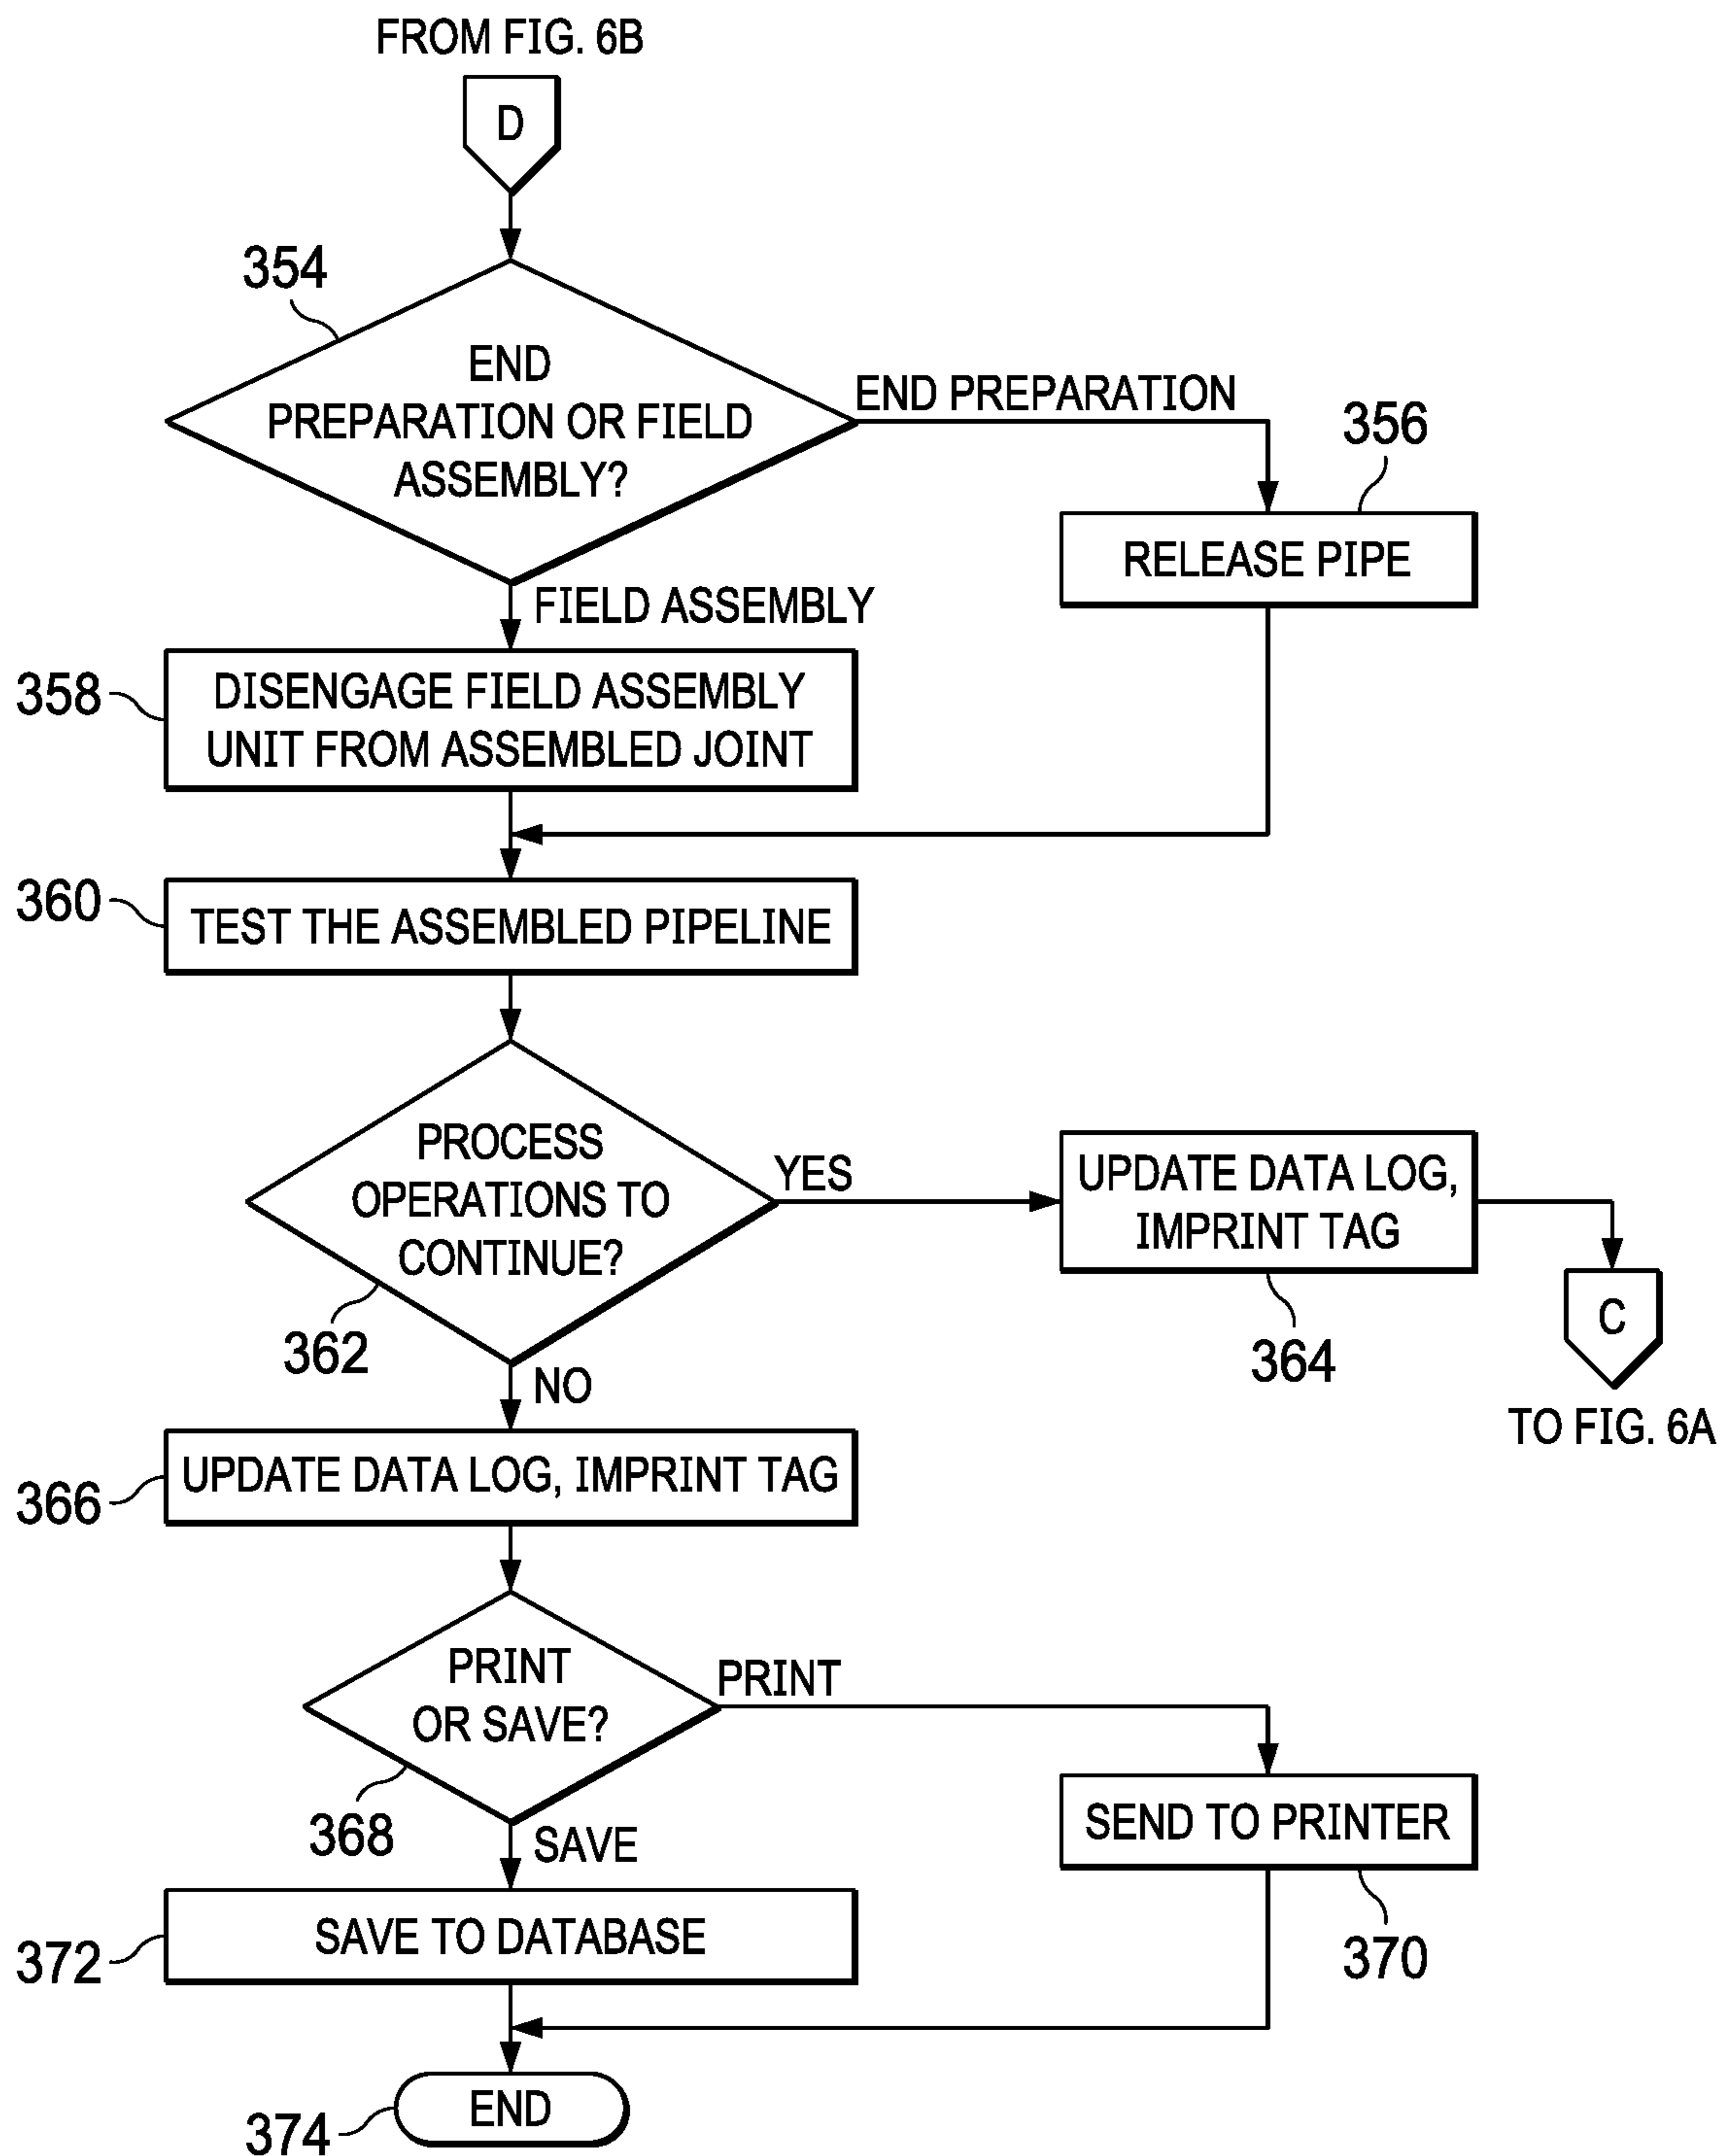 FROM FIG. 6B
D
354
END
PREPARATION OR FIELD
ASSEMBLY?
END PREPARATION
356
RELEASE PIPE
FIELD ASSEMBLY
358
DISENGAGE FIELD ASSEMBLY
UNIT FROM ASSEMBLED JOINT
360
TEST THE ASSEMBLED PIPELINE
PROCESS
OPERATIONS TO
CONTINUE?
362
YES
UPDATE DATA LOG,
IMPRINT TAG
364
C
TO FIG. 6A
NO
366
UPDATE DATA LOG, IMPRINT TAG
PRINT
OR SAVE?
368
PRINT
SEND TO PRINTER
370
SAVE
372
SAVE TO DATABASE
374
END